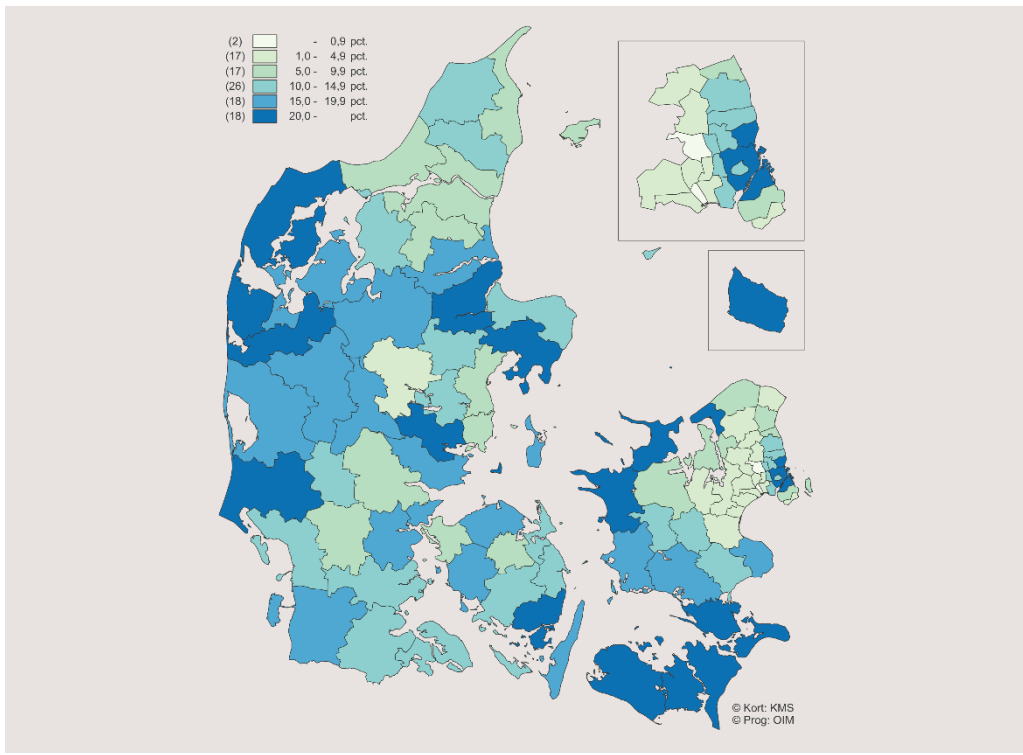 (2) - 0,9 pct.
(17) 1,0 - 4,9 pct.
(17) 5,0 - 9,9 pct.
(26) 10,0 - 14,9 pct.
(18) 15,0 - 19,9 pct.
(18) 20,0 - pct.
© Kort: KMS
© Prog: OIM